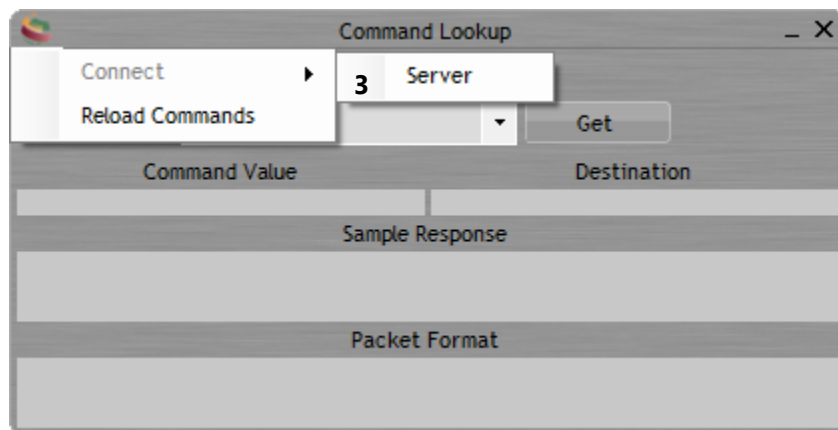 Command Lookup
Connect
3 Server
Reload Commands
Get
Command Value Destination
Sample Response
Packet Format